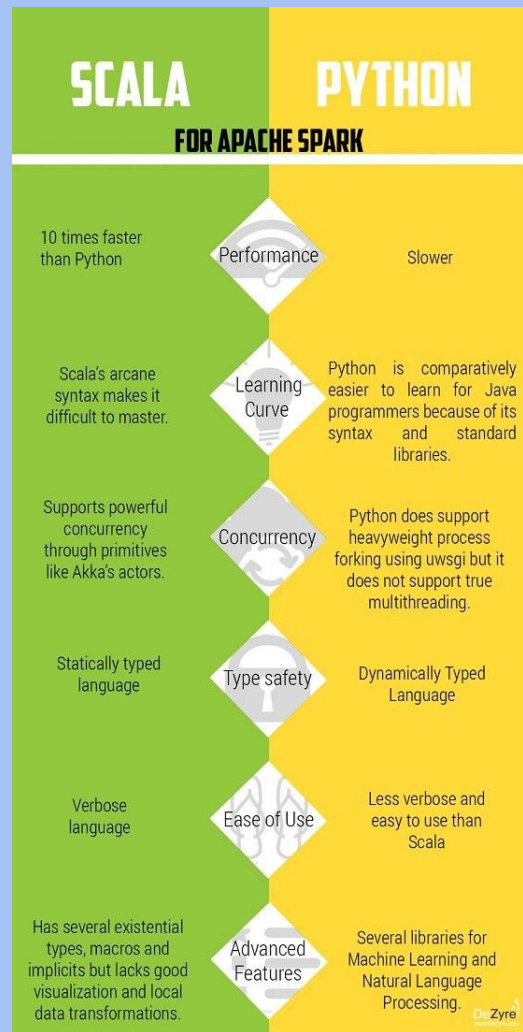 SCALA
PYTHON
FOR APACHE SPARK
10 times faster
than Python
Performance
Slower
Scala's arcane
syntax makes it
difficult to master.
Learning
Curve
Python is comparatively
easier to learn for Java
programmers because of its
syntax and standard
libraries.
Supports powerful
concurrency
through primitives
like Akka's actors.
Concurrency
Python does support
heavyweight process
forking using uwsgi but it
does not support true
multithreading.
Statically typed
language
Type safety
Dynamically Typed
Language
Verbose
language
Ease of Use
Less verbose and
easy to use than
Scala
Has several existential
types, macros and
implicits but lacks good
visualization and local
data transformations.
Advanced
Features
Several libraries for
Machine Learning and
Natural Language
Processing.
DeZyre
www.DeZyre.com